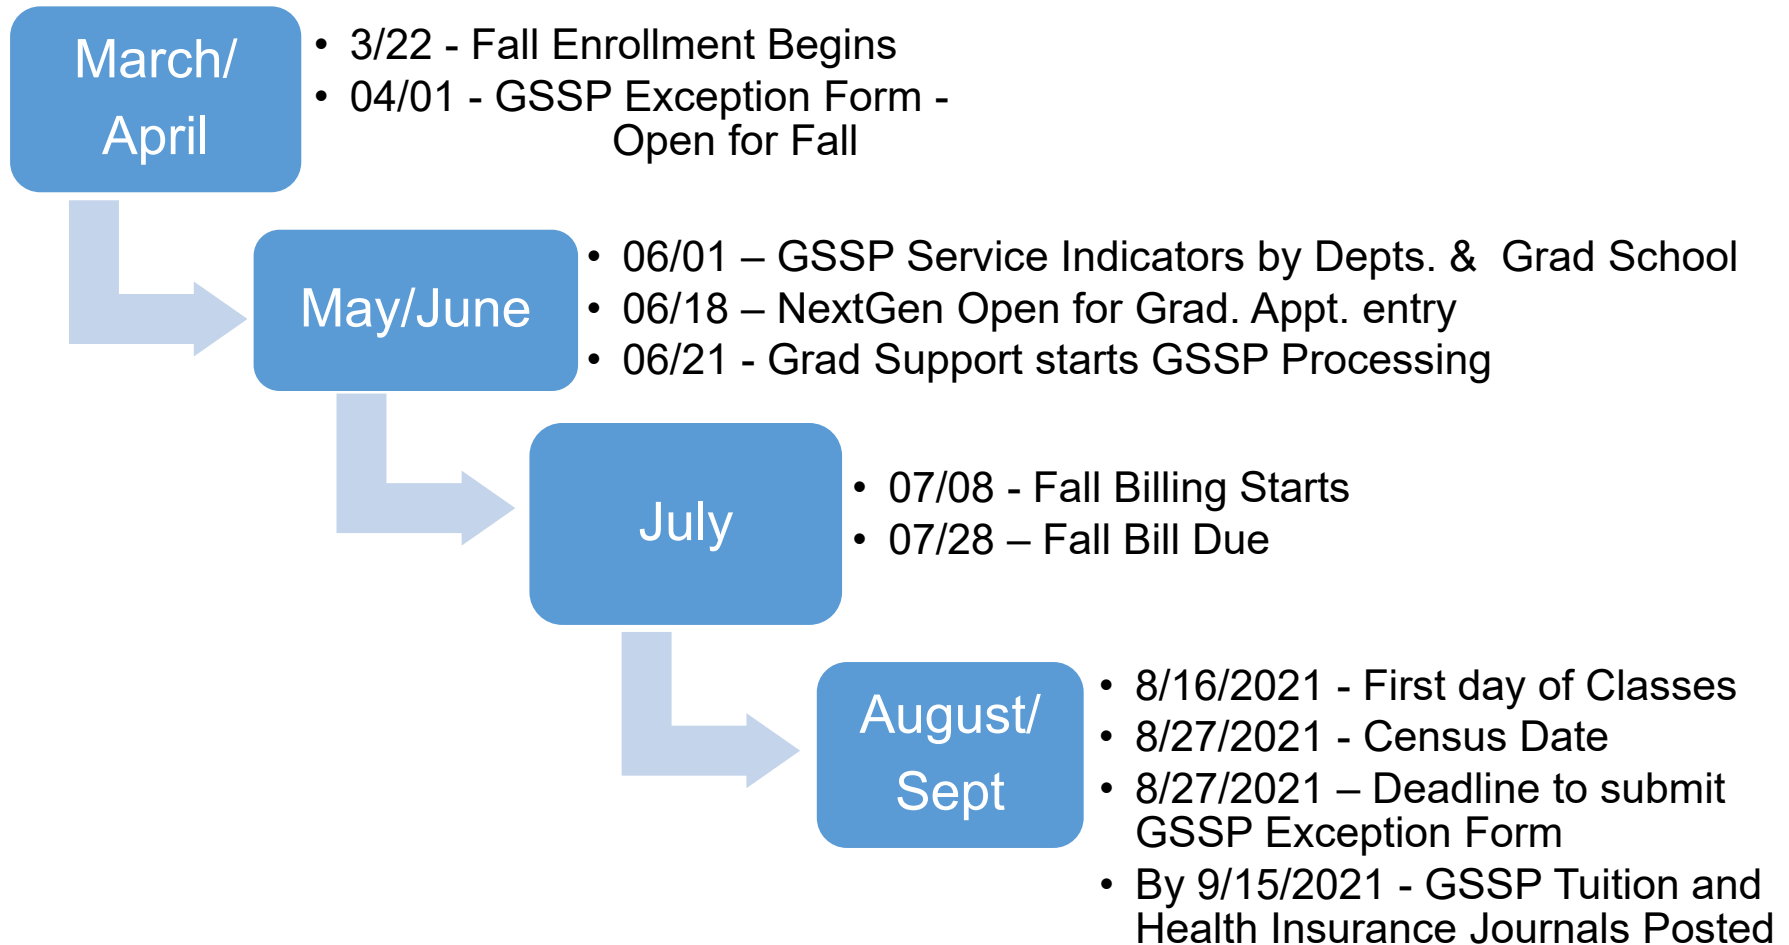 March/
April
• 3/22 - Fall Enrollment Begins
• 04/01 - GSSP Exception Form -
Open for Fall
May/June
• 06/01 – GSSP Service Indicators by Depts. &  Grad School
• 06/18 – NextGen Open for Grad. Appt. entry
• 06/21 - Grad Support starts GSSP Processing
July
• 07/08 - Fall Billing Starts
• 07/28 – Fall Bill Due
August/
Sept
• 8/16/2021 - First day of Classes
• 8/27/2021 - Census Date
• 8/27/2021 – Deadline to submit
GSSP Exception Form
• By 9/15/2021 - GSSP Tuition and
Health Insurance Journals Posted